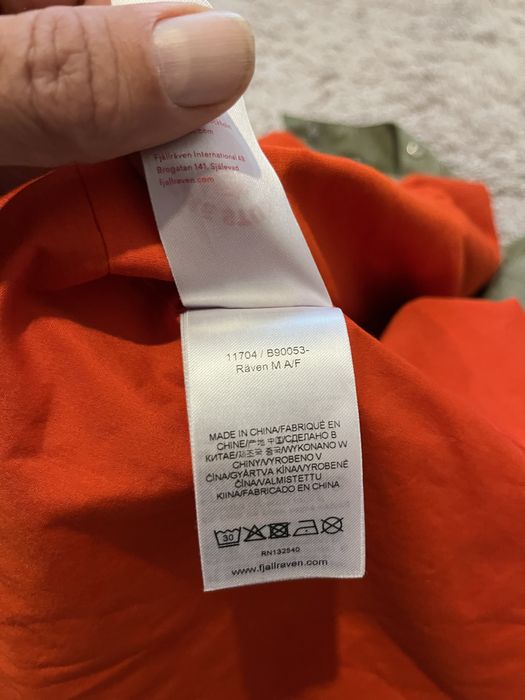 .com
Fjällräven International AB
Brogatan 141, Själevad
fjallraven.com
11704 / B90053-
Räven M A/F
MADE IN CHINA/FABRIQUÉ EN
CHINE/产地 中国/СДЕЛАНО В
КИТАЕ/제조국 중국/WYKONANO W
CHINY/VYROBENO V
ČÍNA/GYÁRTVA KÍNA/VYROBENÉ
ČÍNA/VALMISTETTU
KIINA/FABRICADO EN CHINA
30
RN132540
www.fjallraven.com